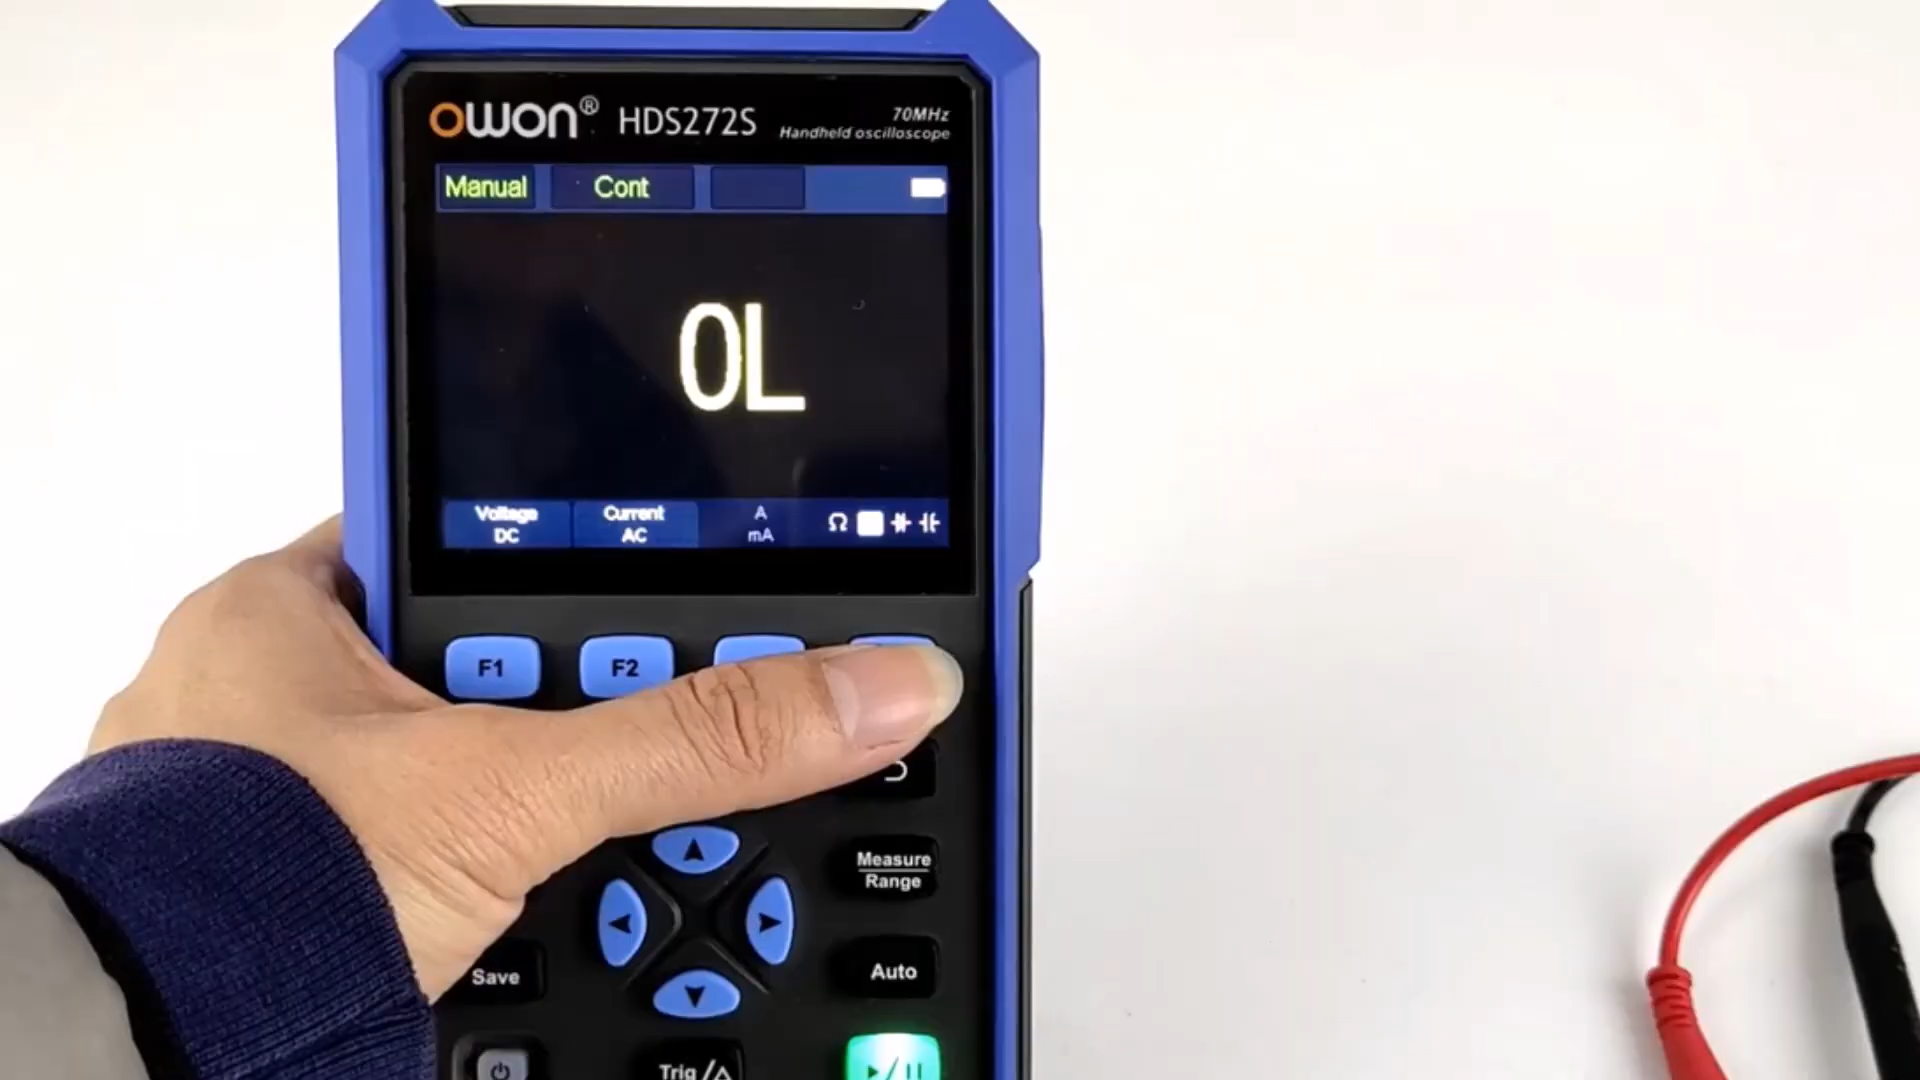 owon® HDS272S
70MHz
Handheld oscilloscope
Manual Cont
OL
Voltage DC
Current AC
A
mA
Ω
F1 F2
Measure
Range
Save
Auto
Trig/△